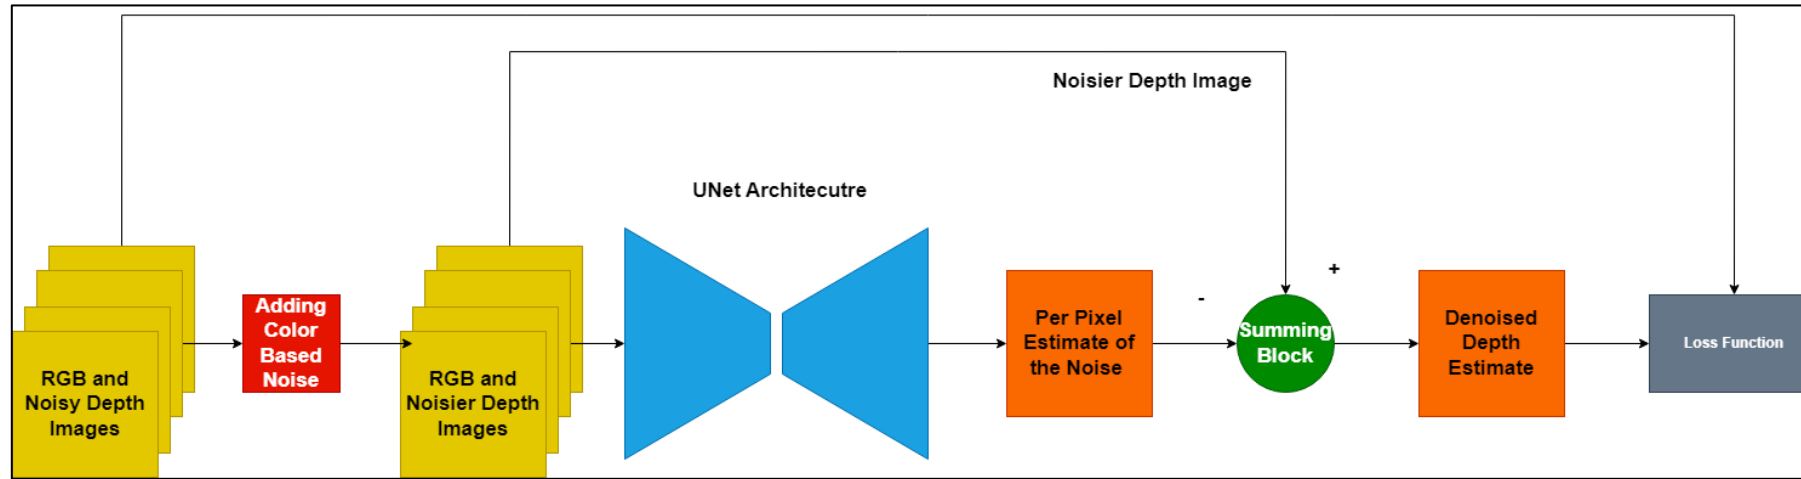 Noisier Depth Image
UNet Architecutre
RGB and
Noisy Depth
Images
Adding
Color
Based
Noise
RGB and
Noisier Depth
Images
Per Pixel
Estimate of
the Noise
-
+
Summing
Block
Denoised
Depth
Estimate
Loss Function